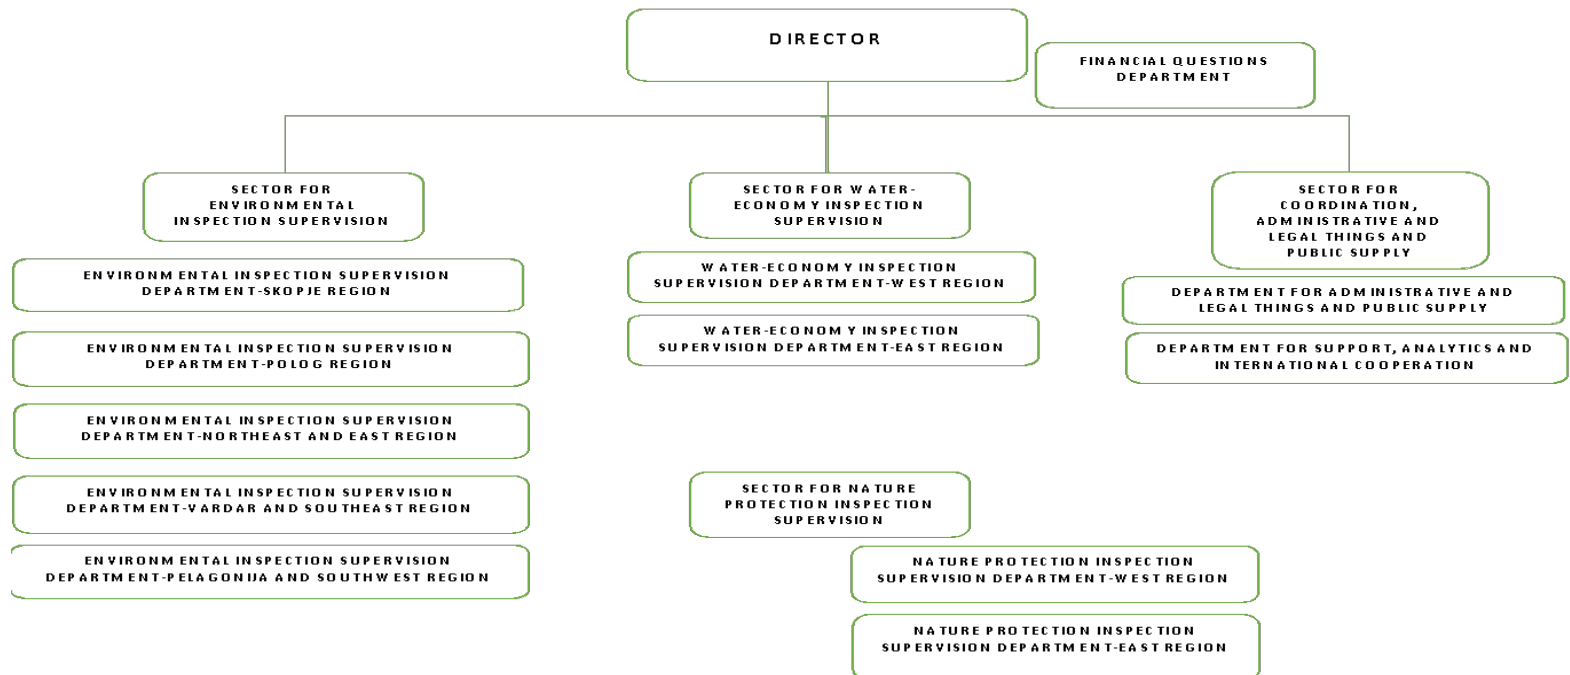 DIRECTOR
FINANCIAL QUESTIONS
DEPARTMENT
SECTOR FOR
ENVIRONMENTAL
INSPECTION SUPERVISION
ENVIRONMENTAL INSPECTION SUPERVISION
DEPARTMENT-SKOPJE REGION
ENVIRONMENTAL INSPECTION SUPERVISION
DEPARTMENT-POLOG REGION
ENVIRONMENTAL INSPECTION SUPERVISION
DEPARTMENT-NORTHEAST AND EAST REGION
ENVIRONMENTAL INSPECTION SUPERVISION
DEPARTMENT-VARDAR AND SOUTHEAST REGION
ENVIRONMENTAL INSPECTION SUPERVISION
DEPARTMENT-PELAGONIJA AND SOUTHWEST REGION
SECTOR FOR WATER-
ECONOMY INSPECTION
SUPERVISION
WATER-ECONOMY INSPECTION
SUPERVISION DEPARTMENT-WEST REGION
WATER-ECONOMY INSPECTION
SUPERVISION DEPARTMENT-EAST REGION
SECTOR FOR NATURE
PROTECTION INSPECTION
SUPERVISION
NATURE PROTECTION INSPECTION
SUPERVISION DEPARTMENT-WEST REGION
NATURE PROTECTION INSPECTION
SUPERVISION DEPARTMENT-EAST REGION
SECTOR FOR
COORDINATION,
ADMINISTRATIVE AND
LEGAL THINGS AND
PUBLIC SUPPLY
DEPARTMENT FOR ADMINISTRATIVE AND
LEGAL THINGS AND PUBLIC SUPPLY
DEPARTMENT FOR SUPPORT, ANALYTICS AND
INTERNATIONAL COOPERATION